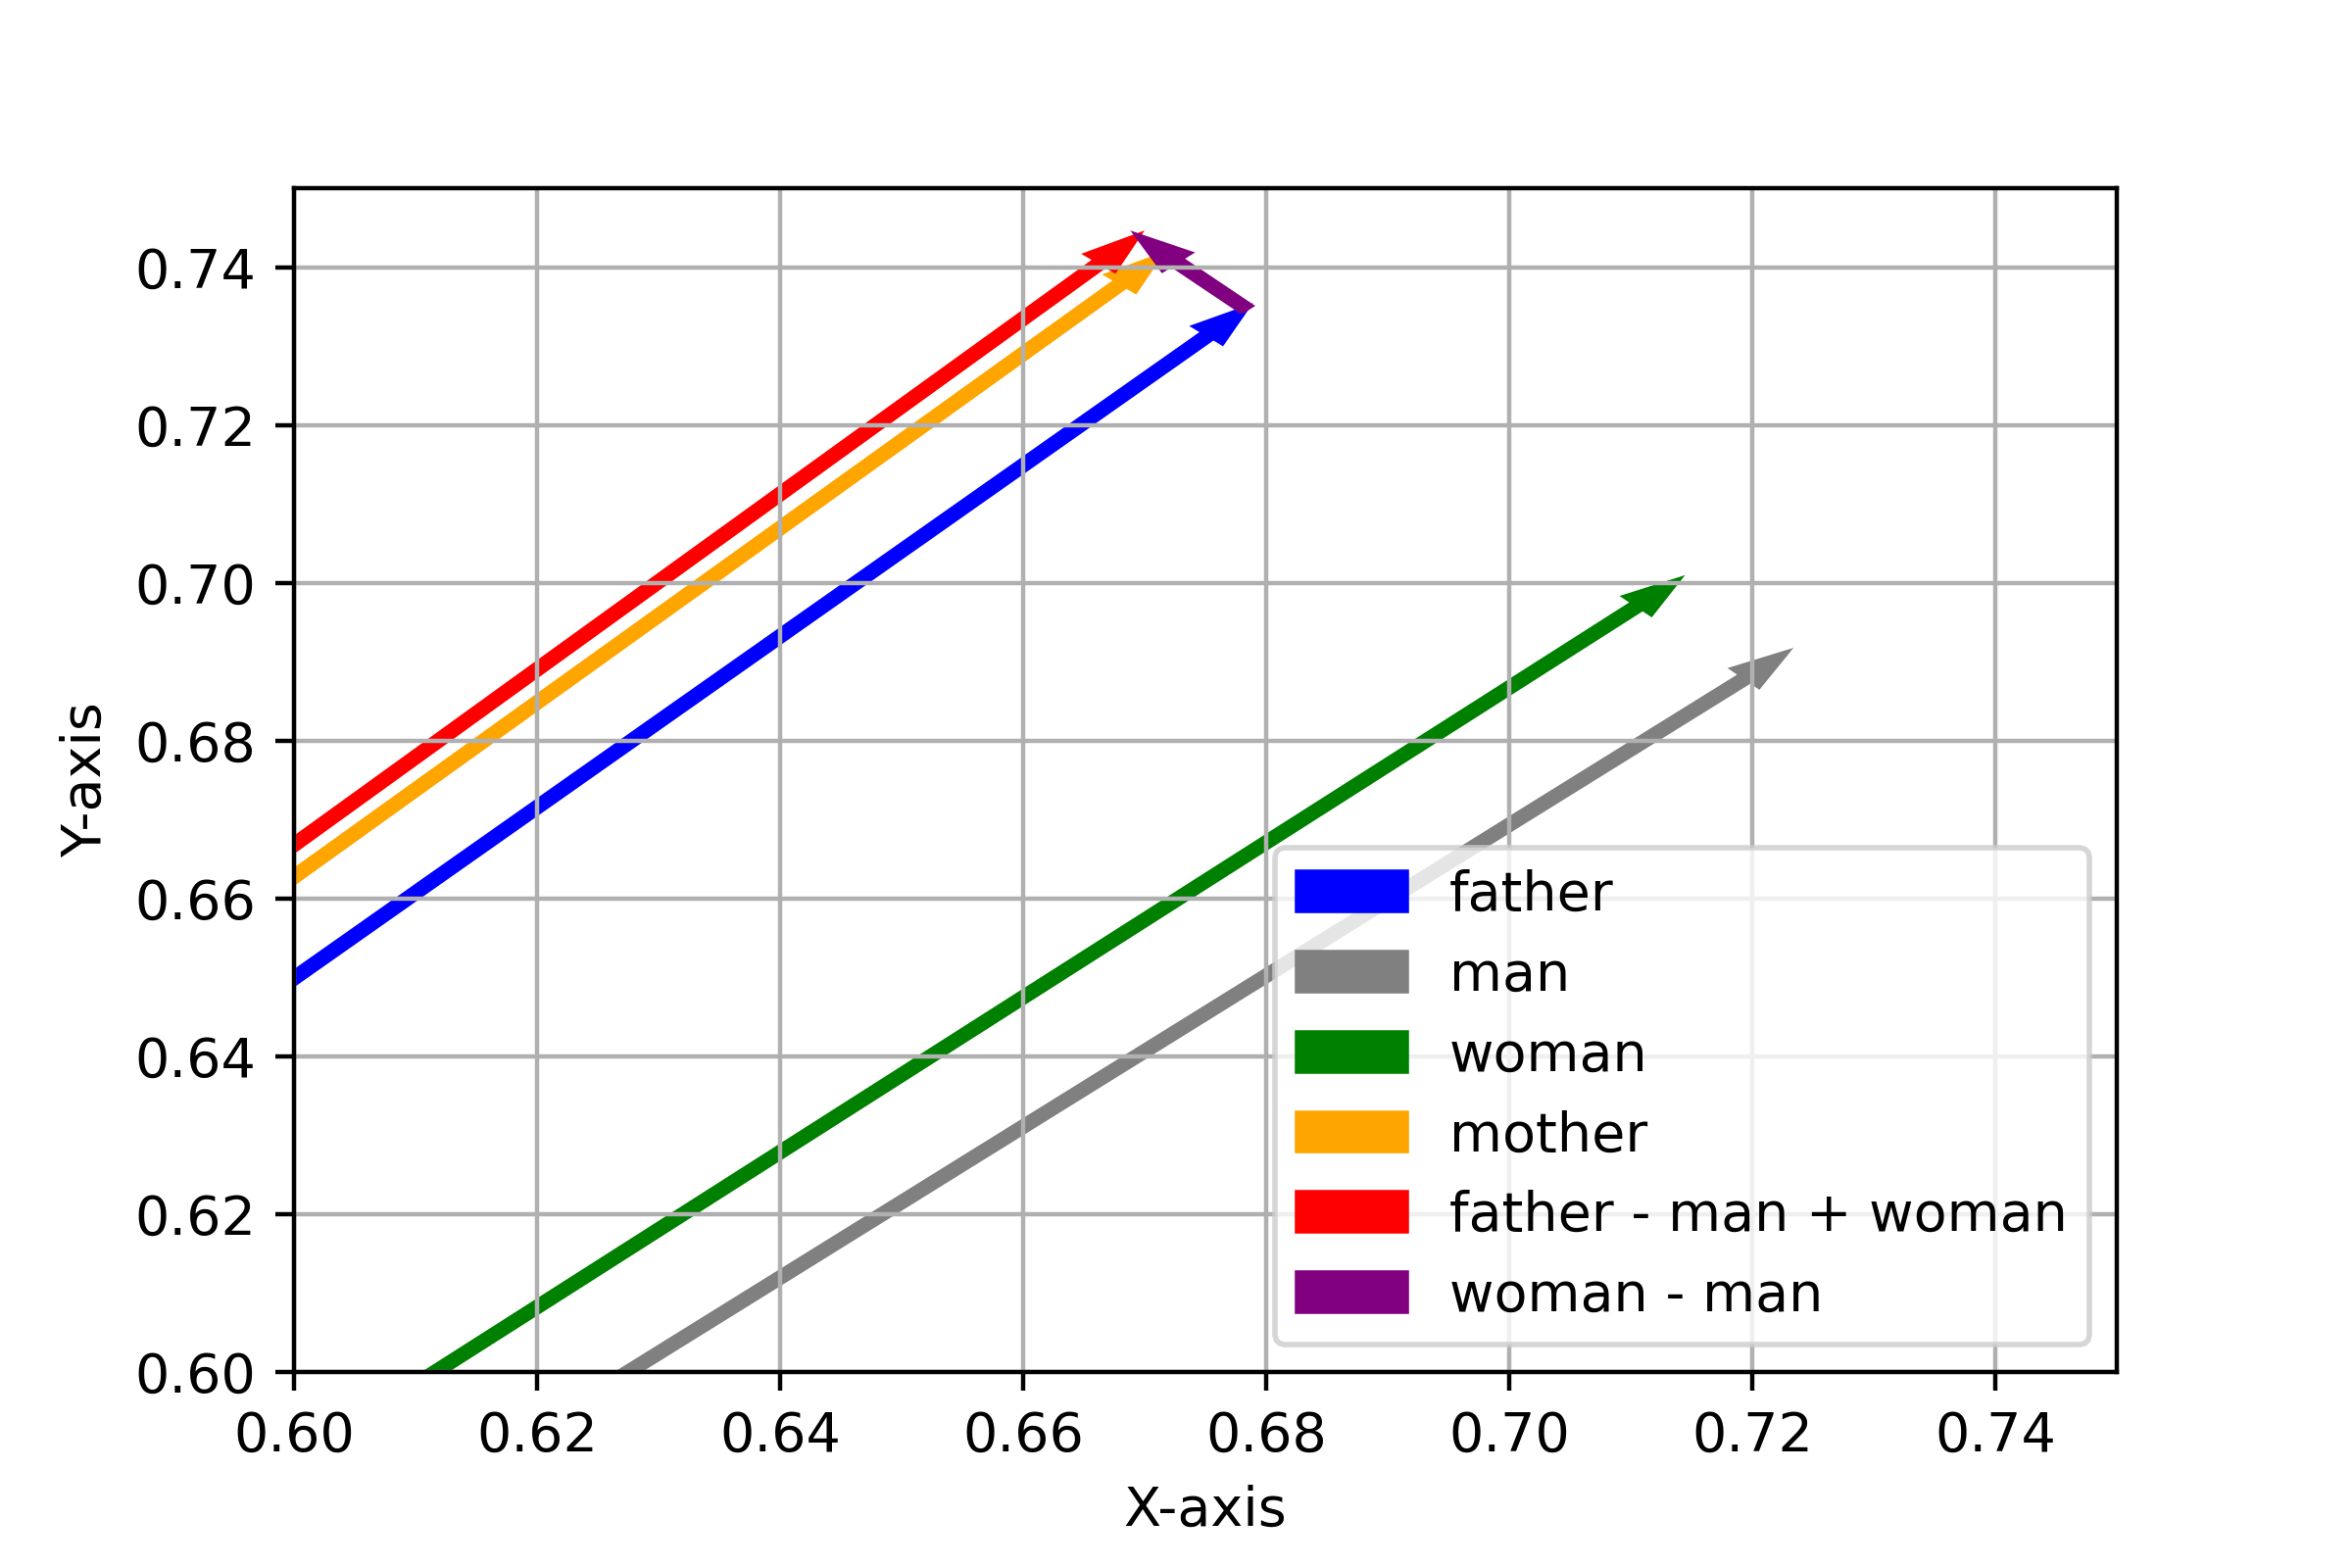 0.74
0.72
0.70
0.68
0.66
0.64
0.62
0.60
Y-axis
0.60 0.62 0.64 0.66 0.68 0.70 0.72 0.74
X-axis
father
man
woman
mother
father - man + woman
woman - man